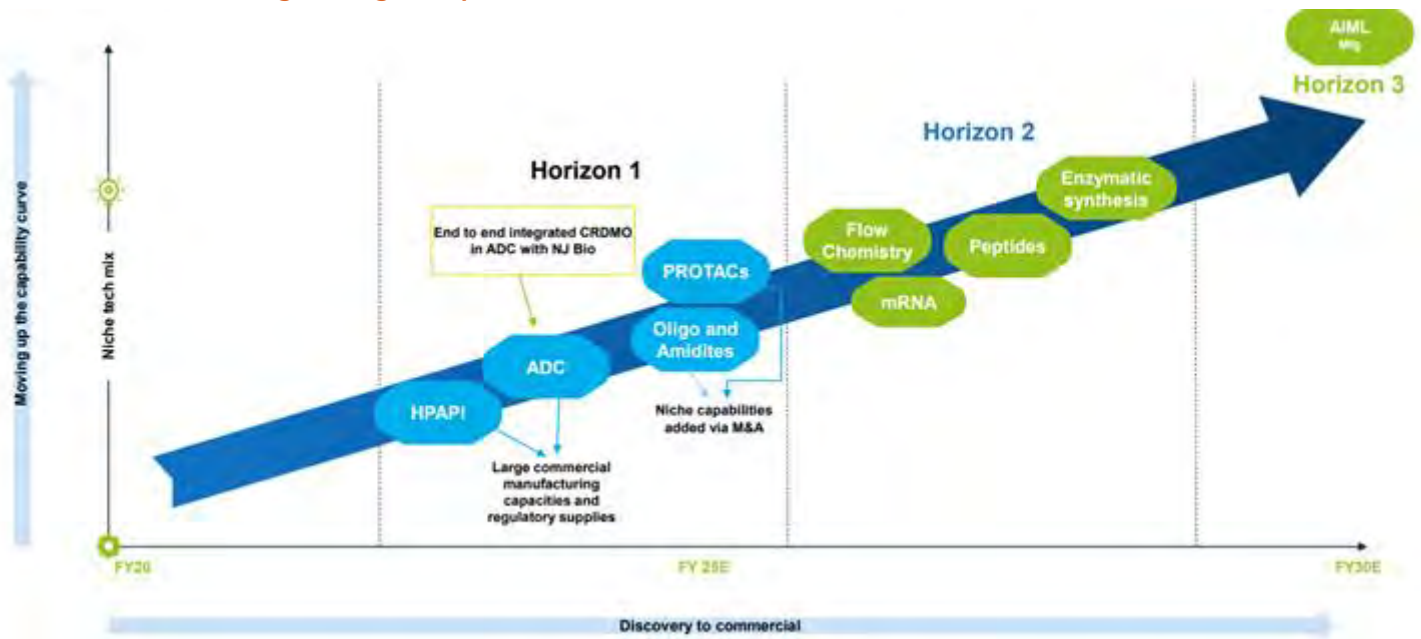 AIML
Mfg
Horizon 3
Horizon 2
Horizon 1
Enzymatic
synthesis
End to end integrated CRDMO
in ADC with NJ Bio
Flow
Chemistry
Peptides
PROTACs
mRNA
Oligo and
Amidites
ADC
HPAPI
Niche capabilities
added via M&A
Large commercial
manufacturing
capacities and
regulatory supplies
Moving up the capability curve
Niche tech mix
FY20
FY 25E
FY30E
Discovery to commercial